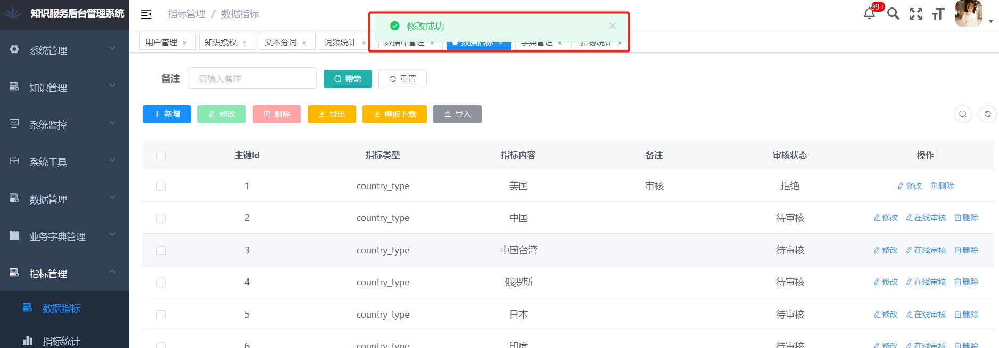 知识服务后台管理系统
指标管理 / 数据指标
修改成功
99+
用户管理 × 知识授权 × 文本分词 × 词频统计 × 数据库管理 × 数据指标 × 字典管理 × 指标统计 ×
系统管理
知识管理
系统监控
系统工具
数据管理
业务字典管理
指标管理
数据指标
指标统计
备注 请输入备注 搜索 重置
新增 修改 删除 导出 模板下载 导入
主键id 指标类型 指标内容 备注 审核状态 操作
1 country_type 美国 审核 拒绝 修改 删除
2 country_type 中国 待审核 修改 在线审核 删除
3 country_type 中国台湾 待审核 修改 在线审核 删除
4 country_type 俄罗斯 待审核 修改 在线审核 删除
5 country_type 日本 待审核 修改 在线审核 删除
6 country_type 印度 待审核 修改 在线审核 删除